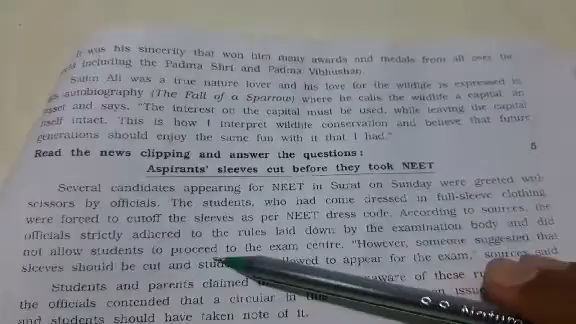 It was his sincerity that won him many awards and medals from all over the
including the Padma Shri and Padma Vibhushan.
Salim Ali was a true nature lover and his love for the wildlife is expressed in
autobiography (The Fall of a Sparrow) where he calls the wildlife a capital an
asset and says, "The interest on the capital must be used, while leaving the capital
itself intact. This is how I interpret wildlife conservation and believe that future
generations should enjoy the same fun with it that I had."
Read the news clipping and answer the questions: 5
Aspirants' sleeves cut before they took NEET
Several candidates appearing for NEET in Surat on Sunday were greeted with
scissors by officials. The students, who had come dressed in full-sleeve clothing
were forced to cutoff the sleeves as per NEET dress code. According to sources, the
officials strictly adhered to the rules laid down by the examination body and did
not allow students to proceed to the exam centre. "However, someone suggested that
sleeves should be cut and stud allowed to appear for the exam," sources said
Students and parents claimed aware of these
the officials contended that a circular in this
and students should have taken note of it.